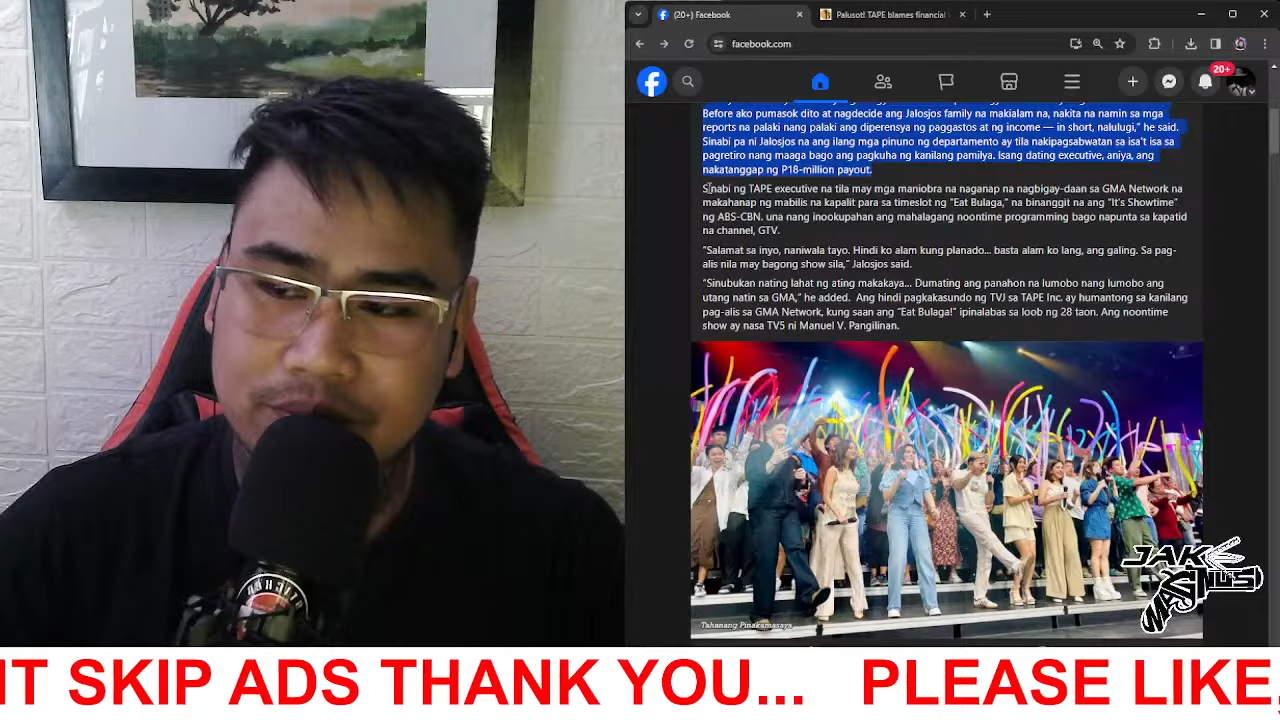 (20+) Facebook
Palusot! TAPE blames financial
facebook.com
20+
Before ako pumasok dito at nagdecide ang Jalosjos family na makialam na, nakita na namin sa mga
reports na palaki nang palaki ang diperensya ng paggastos at ng income — in short, nalulugi,” he said.
Sinabi pa ni Jalosjos na ang ilang mga pinuno ng departamento ay tila nakipagsabwatan sa isa't isa sa
pagretiro nang maaga bago ang pagkuha ng kanilang pamilya. Isang dating executive, aniya, ang
nakatanggap ng P18-million payout.
Sinabi ng TAPE executive na tila may mga maniobra na naganap na nagbigay-daan sa GMA Network na
makahanap ng mabilis na kapalit para sa timeslot ng “Eat Bulaga,” na binanggit na ang “It's Showtime”
ng ABS-CBN. una nang inookupahan ang mahalagang noontime programming bago napunta sa kapatid
na channel, GTV.
“Salamat sa inyo, naniwala tayo. Hindi ko alam kung planado... basta alam ko lang, ang galing. Sa pag-
alis nila may bagong show sila,” Jalosjos said.
“Sinubukan nating lahat ng ating makakaya... Dumating ang panahon na lumobo nang lumobo ang
utang natin sa GMA,” he added. Ang hindi pagkakasundo ng TVJ sa TAPE Inc. ay humantong sa kanilang
pag-alis sa GMA Network, kung saan ang “Eat Bulaga!” ipinalabas sa loob ng 28 taon. Ang noontime
show ay nasa TV5 ni Manuel V. Pangilinan.
Tahanang Pinakamasaya
JAK
MASTULISI
IT SKIP ADS THANK YOU... PLEASE LIKE,